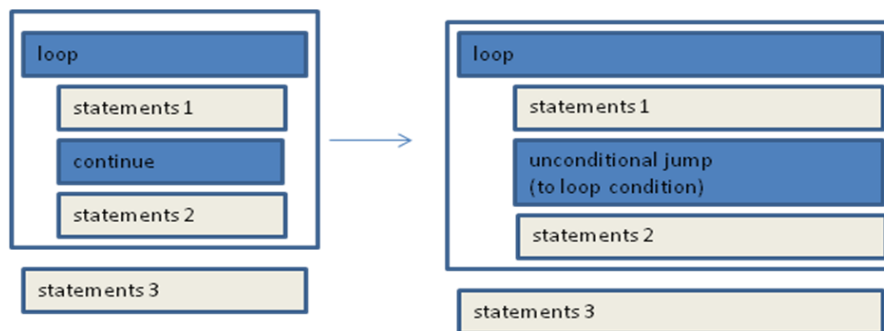 loop
statements 1
continue
statements 2
statements 3
loop
statements 1
unconditional jump
(to loop condition)
statements 2
statements 3